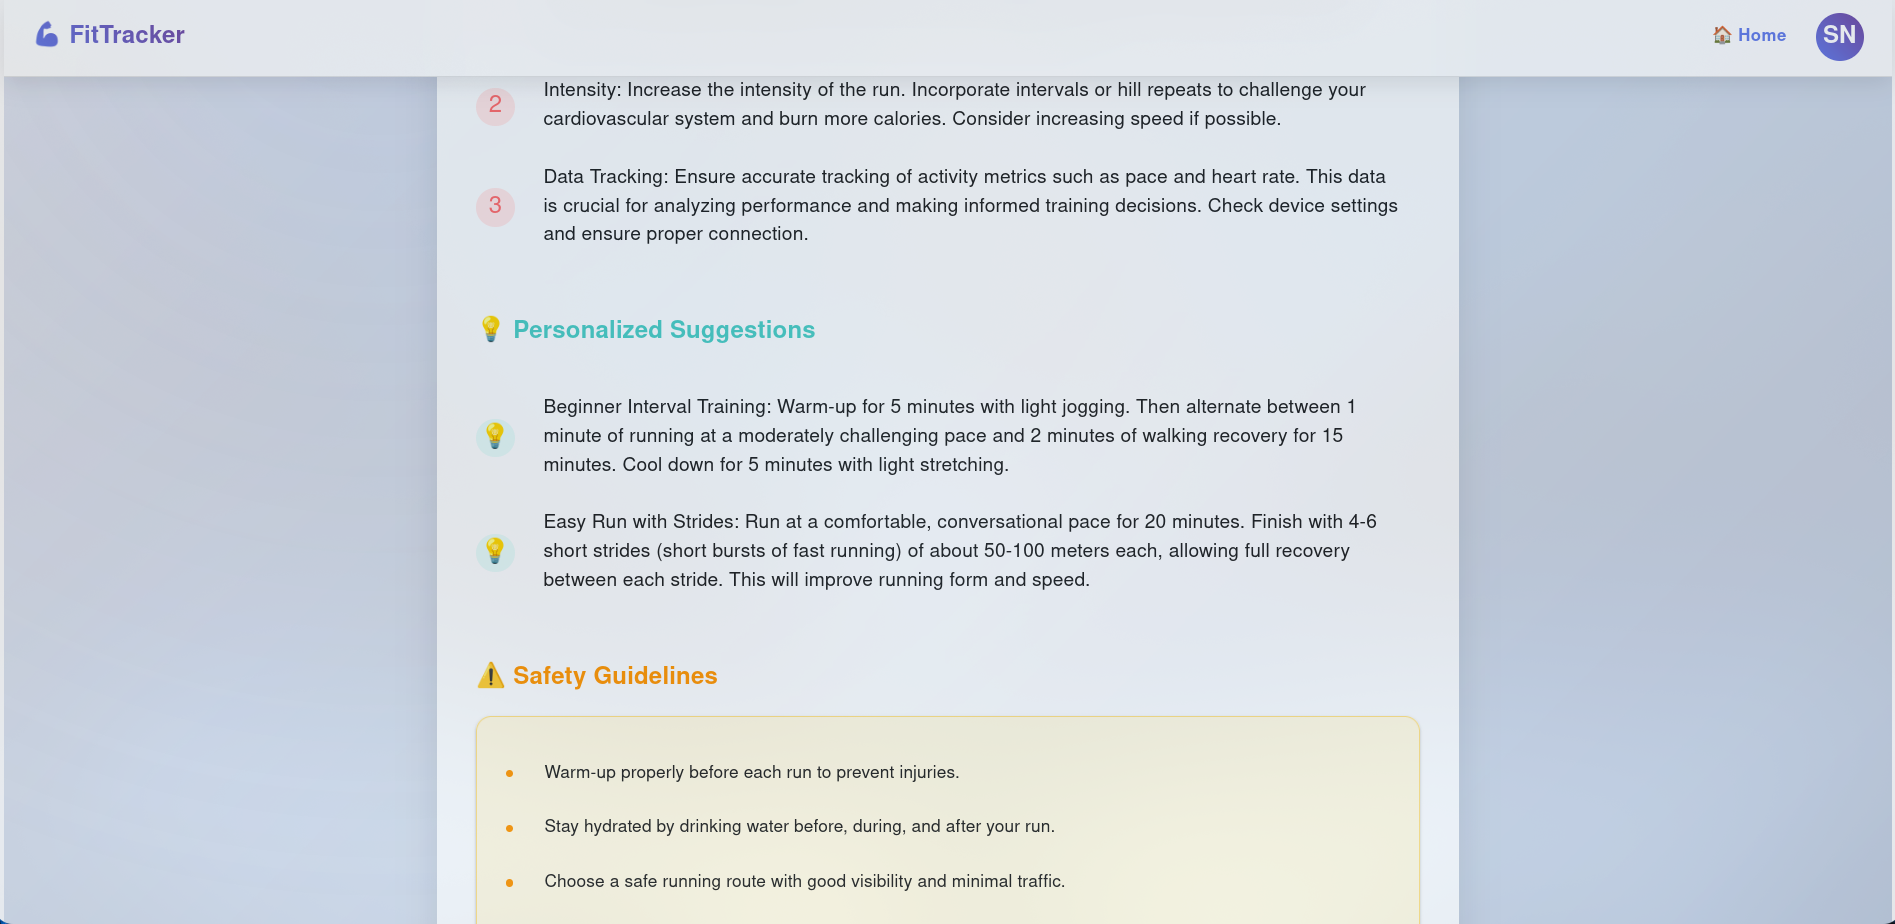 FitTracker
Home
SN
2
Intensity: Increase the intensity of the run. Incorporate intervals or hill repeats to challenge your
cardiovascular system and burn more calories. Consider increasing speed if possible.
3
Data Tracking: Ensure accurate tracking of activity metrics such as pace and heart rate. This data
is crucial for analyzing performance and making informed training decisions. Check device settings
and ensure proper connection.
Personalized Suggestions
Beginner Interval Training: Warm-up for 5 minutes with light jogging. Then alternate between 1
minute of running at a moderately challenging pace and 2 minutes of walking recovery for 15
minutes. Cool down for 5 minutes with light stretching.
Easy Run with Strides: Run at a comfortable, conversational pace for 20 minutes. Finish with 4-6
short strides (short bursts of fast running) of about 50-100 meters each, allowing full recovery
between each stride. This will improve running form and speed.
Safety Guidelines
Warm-up properly before each run to prevent injuries.
Stay hydrated by drinking water before, during, and after your run.
Choose a safe running route with good visibility and minimal traffic.